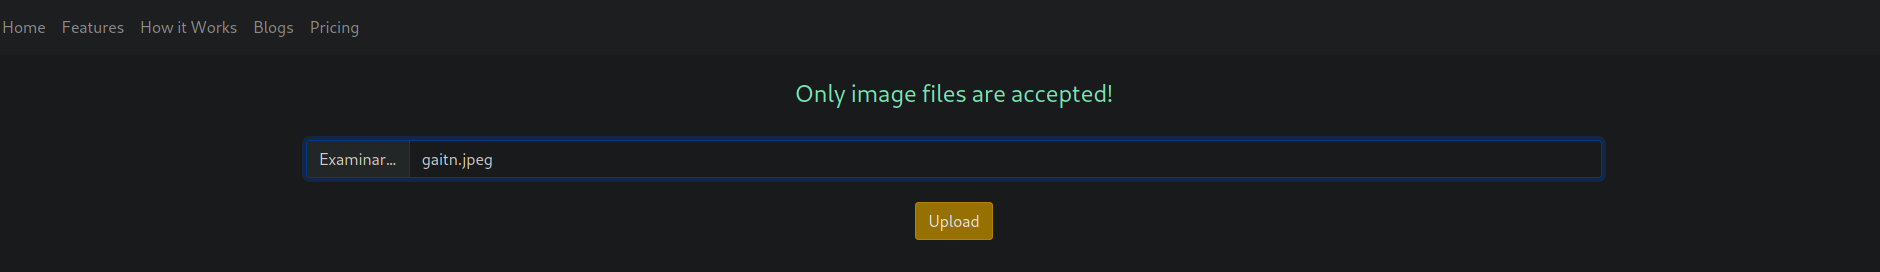 Home Features How it Works Blogs Pricing
Only image files are accepted!
Examinar... gaitn.jpeg
Upload